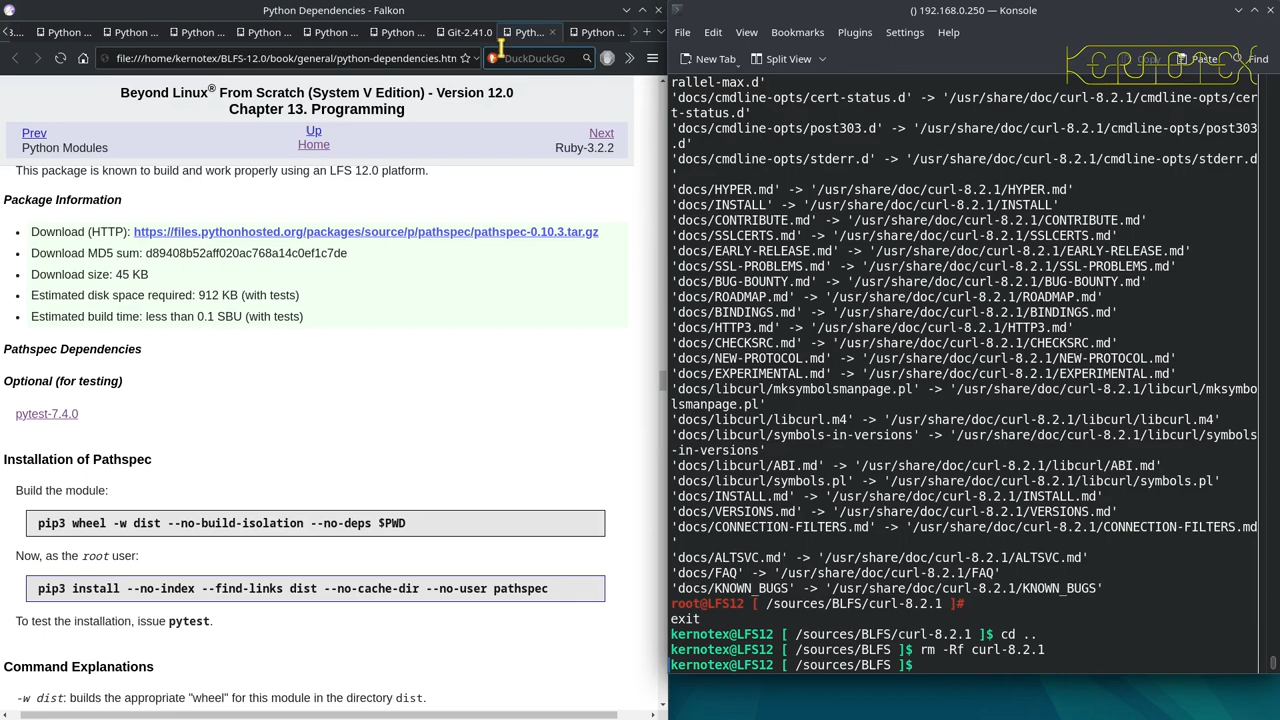 Python Dependencies - Falkon
3....
Python ...
Python ...
Python ...
Python ...
Python ...
Python ...
Git-2.41.0
Pyth...
Python ...
file:///home/kernotex/BLFS-12.0/book/general/python-dependencies.htm
DuckDuckGo
Beyond Linux® From Scratch (System V Edition) - Version 12.0
Chapter 13. Programming
Prev
Up
Next
Python Modules
Home
Ruby-3.2.2
This package is known to build and work properly using an LFS 12.0 platform.
Package Information
Download (HTTP): https://files.pythonhosted.org/packages/source/p/pathspec/pathspec-0.10.3.tar.gz
Download MD5 sum: d89408b52aff020ac768a14c0ef1c7de
Download size: 45 KB
Estimated disk space required: 912 KB (with tests)
Estimated build time: less than 0.1 SBU (with tests)
Pathspec Dependencies
Optional (for testing)
pytest-7.4.0
Installation of Pathspec
Build the module:
pip3 wheel -w dist --no-build-isolation --no-deps $PWD
Now, as the root user:
pip3 install --no-index --find-links dist --no-cache-dir --no-user pathspec
To test the installation, issue pytest.
Command Explanations
-w dist: builds the appropriate "wheel" for this module in the directory dist.
() 192.168.0.250 — Konsole
File Edit View Bookmarks Plugins Settings Help
New Tab Split View Copy Paste Find
KERNOTEX
rallel-max.d'
'docs/cmdline-opts/cert-status.d' -> '/usr/share/doc/curl-8.2.1/cmdline-opts/cer
t-status.d'
'docs/cmdline-opts/post303.d' -> '/usr/share/doc/curl-8.2.1/cmdline-opts/post303
.d'
'docs/cmdline-opts/stderr.d' -> '/usr/share/doc/curl-8.2.1/cmdline-opts/stderr.d
'
'docs/HYPER.md' -> '/usr/share/doc/curl-8.2.1/HYPER.md'
'docs/INSTALL' -> '/usr/share/doc/curl-8.2.1/INSTALL'
'docs/CONTRIBUTE.md' -> '/usr/share/doc/curl-8.2.1/CONTRIBUTE.md'
'docs/SSLCERTS.md' -> '/usr/share/doc/curl-8.2.1/SSLCERTS.md'
'docs/EARLY-RELEASE.md' -> '/usr/share/doc/curl-8.2.1/EARLY-RELEASE.md'
'docs/SSL-PROBLEMS.md' -> '/usr/share/doc/curl-8.2.1/SSL-PROBLEMS.md'
'docs/BUG-BOUNTY.md' -> '/usr/share/doc/curl-8.2.1/BUG-BOUNTY.md'
'docs/ROADMAP.md' -> '/usr/share/doc/curl-8.2.1/ROADMAP.md'
'docs/BINDINGS.md' -> '/usr/share/doc/curl-8.2.1/BINDINGS.md'
'docs/HTTP3.md' -> '/usr/share/doc/curl-8.2.1/HTTP3.md'
'docs/CHECKSRC.md' -> '/usr/share/doc/curl-8.2.1/CHECKSRC.md'
'docs/NEW-PROTOCOL.md' -> '/usr/share/doc/curl-8.2.1/NEW-PROTOCOL.md'
'docs/EXPERIMENTAL.md' -> '/usr/share/doc/curl-8.2.1/EXPERIMENTAL.md'
'docs/libcurl/mksymbolsmanpage.pl' -> '/usr/share/doc/curl-8.2.1/libcurl/mksymbo
lsmanpage.pl'
'docs/libcurl/libcurl.m4' -> '/usr/share/doc/curl-8.2.1/libcurl/libcurl.m4'
'docs/libcurl/symbols-in-versions' -> '/usr/share/doc/curl-8.2.1/libcurl/symbols
-in-versions'
'docs/libcurl/ABI.md' -> '/usr/share/doc/curl-8.2.1/libcurl/ABI.md'
'docs/libcurl/symbols.pl' -> '/usr/share/doc/curl-8.2.1/libcurl/symbols.pl'
'docs/INSTALL.md' -> '/usr/share/doc/curl-8.2.1/INSTALL.md'
'docs/VERSIONS.md' -> '/usr/share/doc/curl-8.2.1/VERSIONS.md'
'docs/CONNECTION-FILTERS.md' -> '/usr/share/doc/curl-8.2.1/CONNECTION-FILTERS.md
'
'docs/ALTSVC.md' -> '/usr/share/doc/curl-8.2.1/ALTSVC.md'
'docs/FAQ' -> '/usr/share/doc/curl-8.2.1/FAQ'
'docs/KNOWN_BUGS' -> '/usr/share/doc/curl-8.2.1/KNOWN_BUGS'
root@LFS12 [ /sources/BLFS/curl-8.2.1 ]#
exit
kernotex@LFS12 [ /sources/BLFS/curl-8.2.1 ]$ cd ..
kernotex@LFS12 [ /sources/BLFS ]$ rm -Rf curl-8.2.1
kernotex@LFS12 [ /sources/BLFS ]$